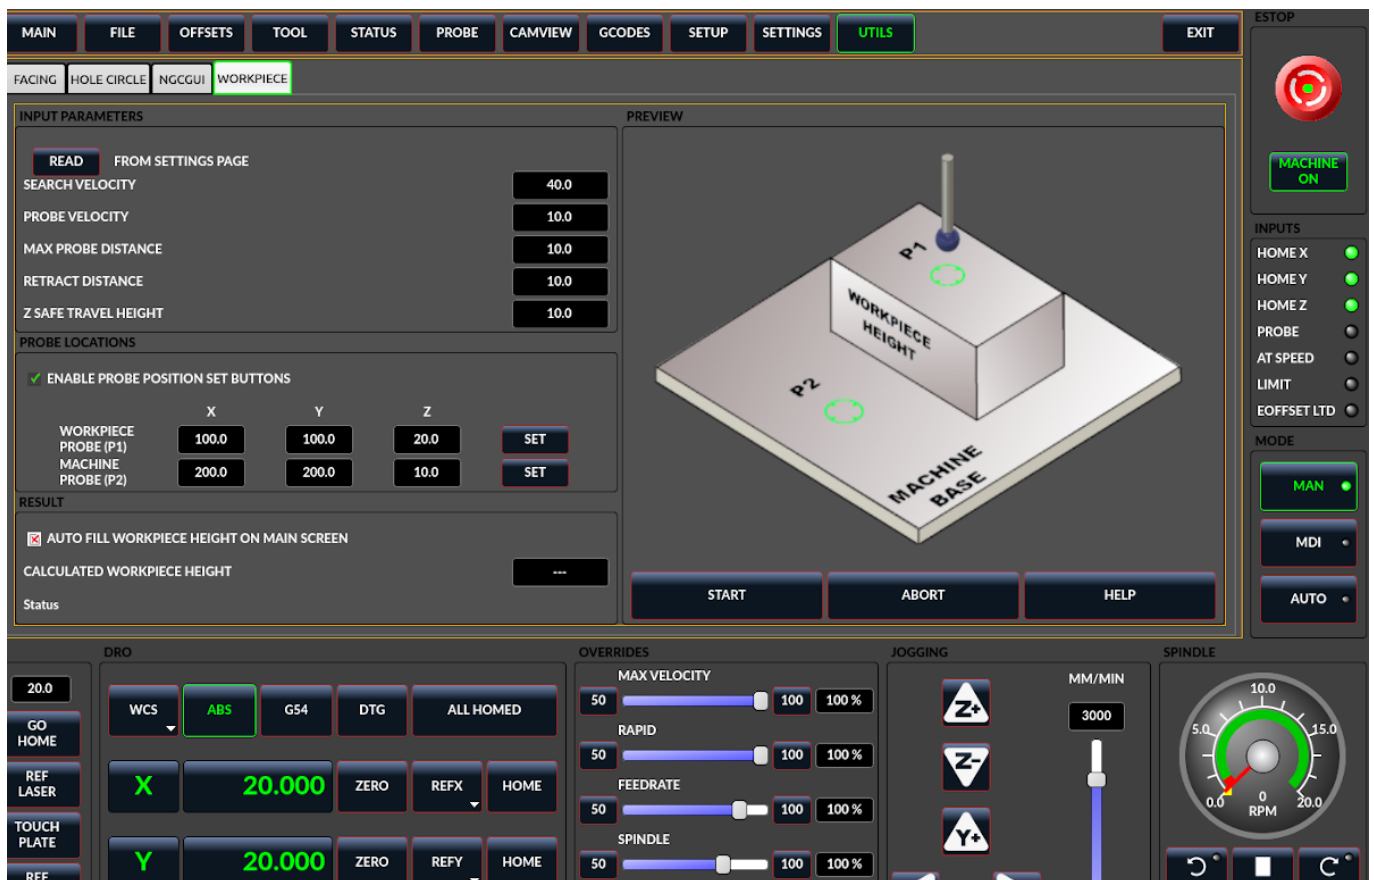 MAIN FILE OFFSETS TOOL STATUS PROBE CAMVIEW GCODES SETUP SETTINGS UTILS EXIT
FACING HOLE CIRCLE NGCGUI WORKPIECE
INPUT PARAMETERS
READ FROM SETTINGS PAGE
SEARCH VELOCITY 40.0
PROBE VELOCITY 10.0
MAX PROBE DISTANCE 10.0
RETRACT DISTANCE 10.0
Z SAFE TRAVEL HEIGHT 10.0
PROBE LOCATIONS
ENABLE PROBE POSITION SET BUTTONS
X Y Z
WORKPIECE
PROBE (P1) 100.0 100.0 20.0 SET
MACHINE
PROBE (P2) 200.0 200.0 10.0 SET
RESULT
AUTO FILL WORKPIECE HEIGHT ON MAIN SCREEN
CALCULATED WORKPIECE HEIGHT ---
Status
PREVIEW
P1
WORKPIECE
HEIGHT
P2
MACHINE
BASE
START ABORT HELP
ESTOP
MACHINE
ON
INPUTS
HOME X
HOME Y
HOME Z
PROBE
AT SPEED
LIMIT
EOFFSET LTD
MODE
MAN
MDI
AUTO
20.0
GO
HOME
REF
LASER
TOUCH
PLATE
REF
DRO
WCS ABS G54 DTG ALL HOMED
X 20.000 ZERO REFX HOME
Y 20.000 ZERO REFY HOME
OVERRIDES
MAX VELOCITY
50 100 100 %
RAPID
50 100 100 %
FEEDRATE
50 100 100 %
SPINDLE
50 100 100 %
JOGGING
Z+
Z-
Y+
MM/MIN
3000
SPINDLE
10.0
5.0 15.0
0.0 0 20.0
RPM